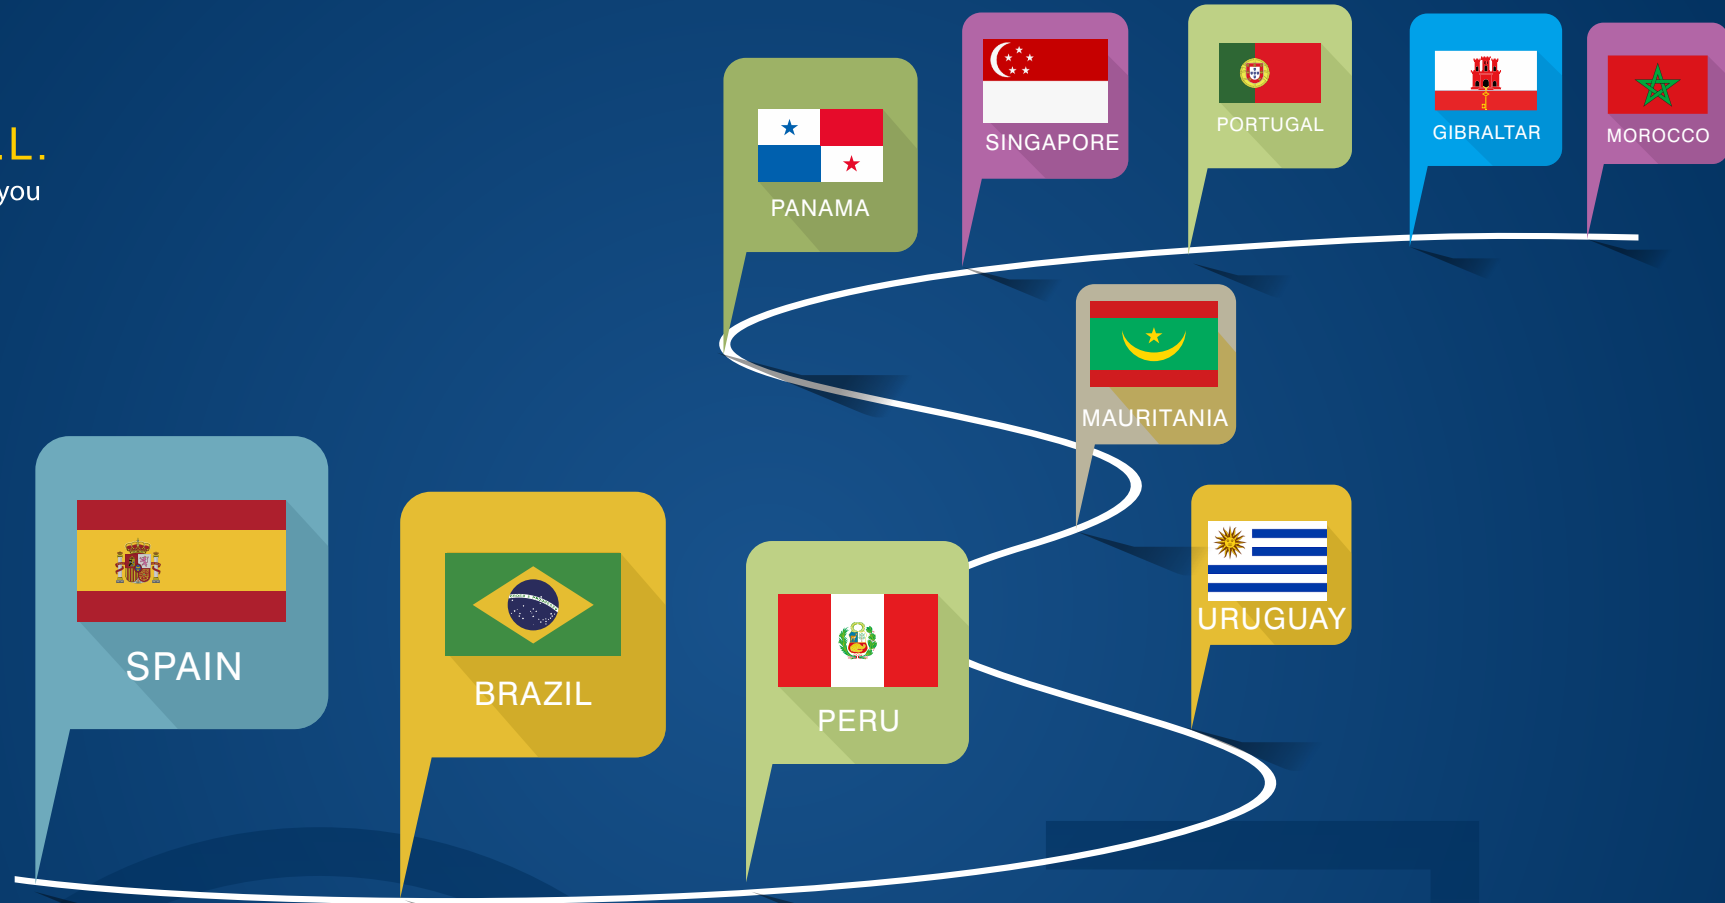 .L.
you
SINGAPORE
PORTUGAL
GIBRALTAR
MOROCCO
PANAMA
MAURITANIA
URUGUAY
SPAIN
BRAZIL
PERU